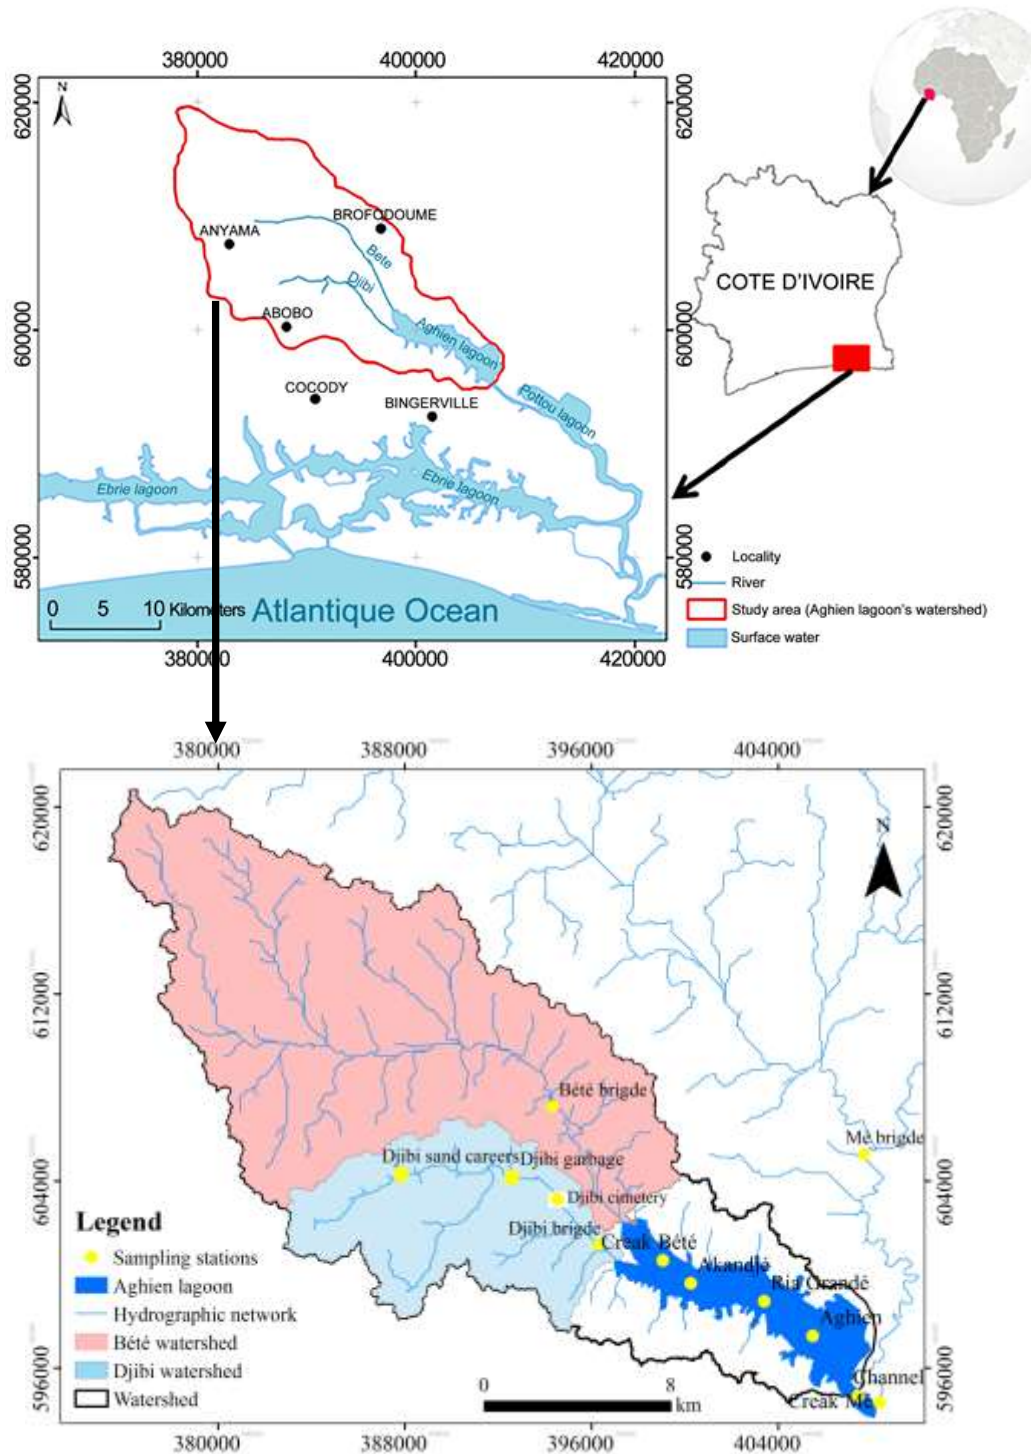 380000
400000
420000
N
620000
620000
BROFODOUME
ANYAMA
Bete
Djibi
COTE D'IVOIRE
ABOBO
Aghien lagoon
600000
600000
COCODY
BINGERVILLE
Pottou lagoon
Ebrie lagoon
Ebrie lagoon
580000
580000
Locality
River
Study area (Aghien lagoon's watershed)
Surface water
0 5 10 Kilometers
Atlantique Ocean
380000
400000
420000
380000
388000
396000
404000
620000
620000
N
612000
612000
Bété brigde
Mé brigde
Djibi sand careers
Djibi garbage
604000
604000
Djibi cimetery
Djibi brigde
Creak Bété
Akandjé
Ria Grandé
Aghien
Channel
Creak Mé
596000
596000
Legend
Sampling stations
Aghien lagoon
Hydrographic network
Bété watershed
Djibi watershed
Watershed
0 8
km
380000
388000
396000
404000